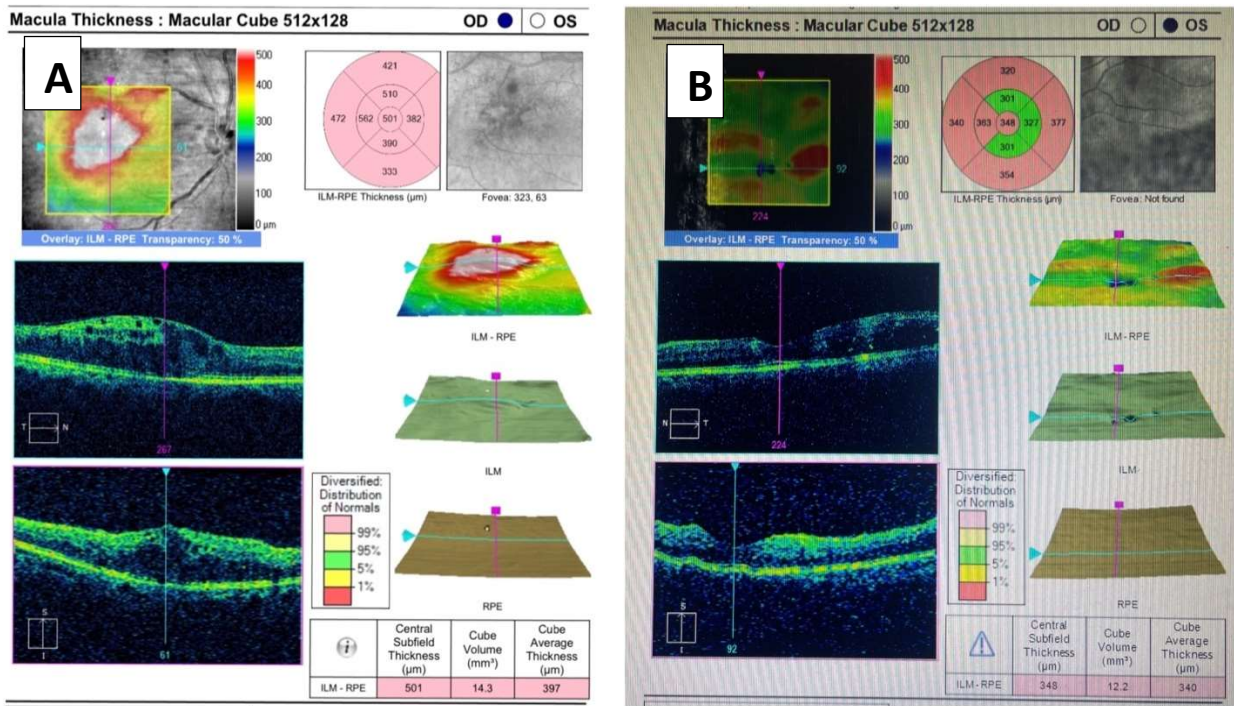 Macula Thickness : Macular Cube 512x128
OD OS
A
500
400
300
200
100
0 µm
61
Overlay: ILM - RPE Transparency: 50 %
421
510
472 562 501 382
390
333
ILM-RPE Thickness (µm)
Fovea: 323, 63
ILM - RPE
T N
267
ILM
Diversified:
Distribution
of Normals
99%
95%
5%
1%
RPE
S
I
61
Central Subfield Thickness (µm)
Cube Volume (mm³)
Cube Average Thickness (µm)
ILM - RPE 501 14.3 397
Macula Thickness : Macular Cube 512x128
OD OS
B
500
400
300
200
100
0 µm
92
224
Overlay: ILM - RPE Transparency: 50 %
320
301
340 363 348 327 377
301
354
ILM-RPE Thickness (µm)
Fovea: Not found
ILM - RPE
N T
224
ILM
Diversified:
Distribution
of Normals
99%
95%
5%
1%
RPE
S
I
92
Central Subfield Thickness (µm)
Cube Volume (mm³)
Cube Average Thickness (µm)
ILM-RPE 348 12.2 340